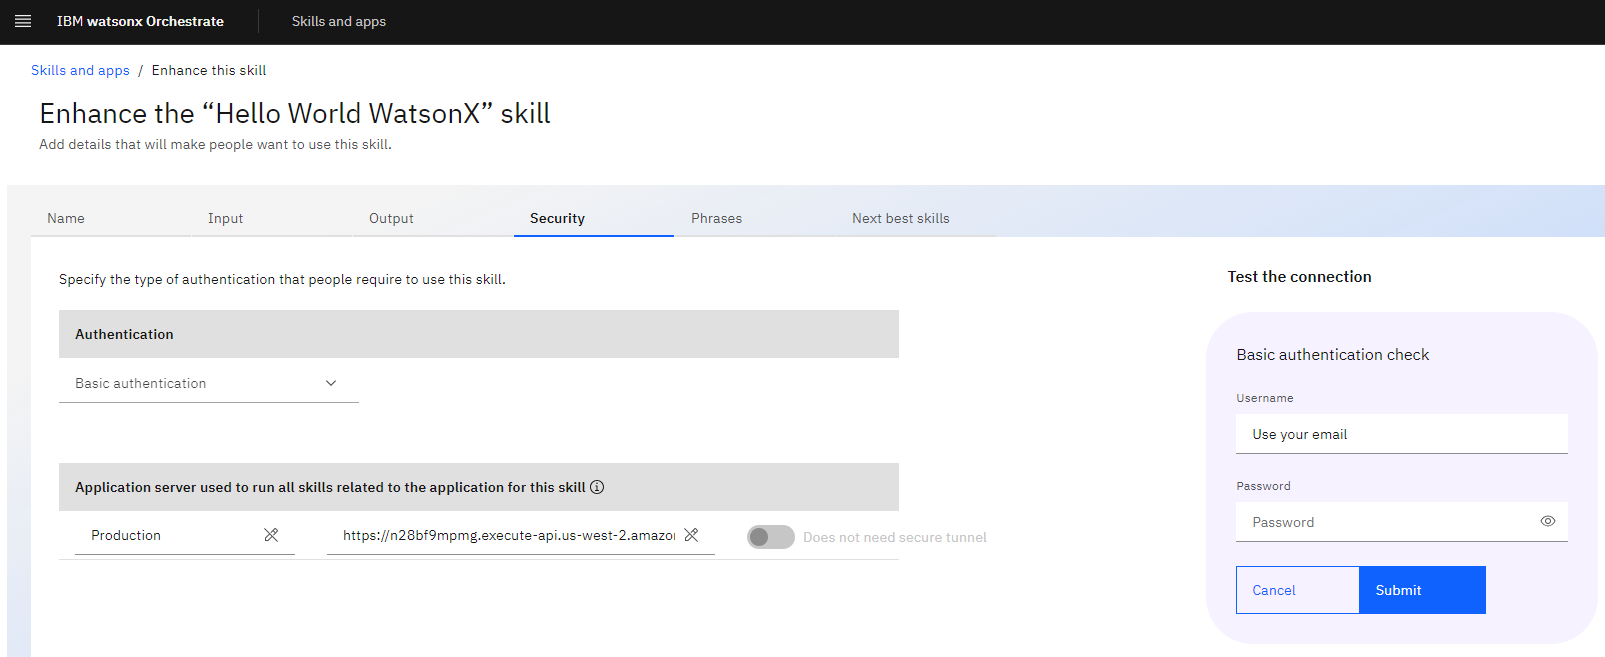 IBM watsonx Orchestrate
Skills and apps
Skills and apps / Enhance this skill
Enhance the “Hello World WatsonX” skill
Add details that will make people want to use this skill.
Name
Input
Output
Security
Phrases
Next best skills
Specify the type of authentication that people require to use this skill.
Authentication
Basic authentication
Application server used to run all skills related to the application for this skill
Production
https://n28bf9mpmg.execute-api.us-west-2.amazo
Does not need secure tunnel
Test the connection
Basic authentication check
Username
Use your email
Password
Password
Cancel
Submit